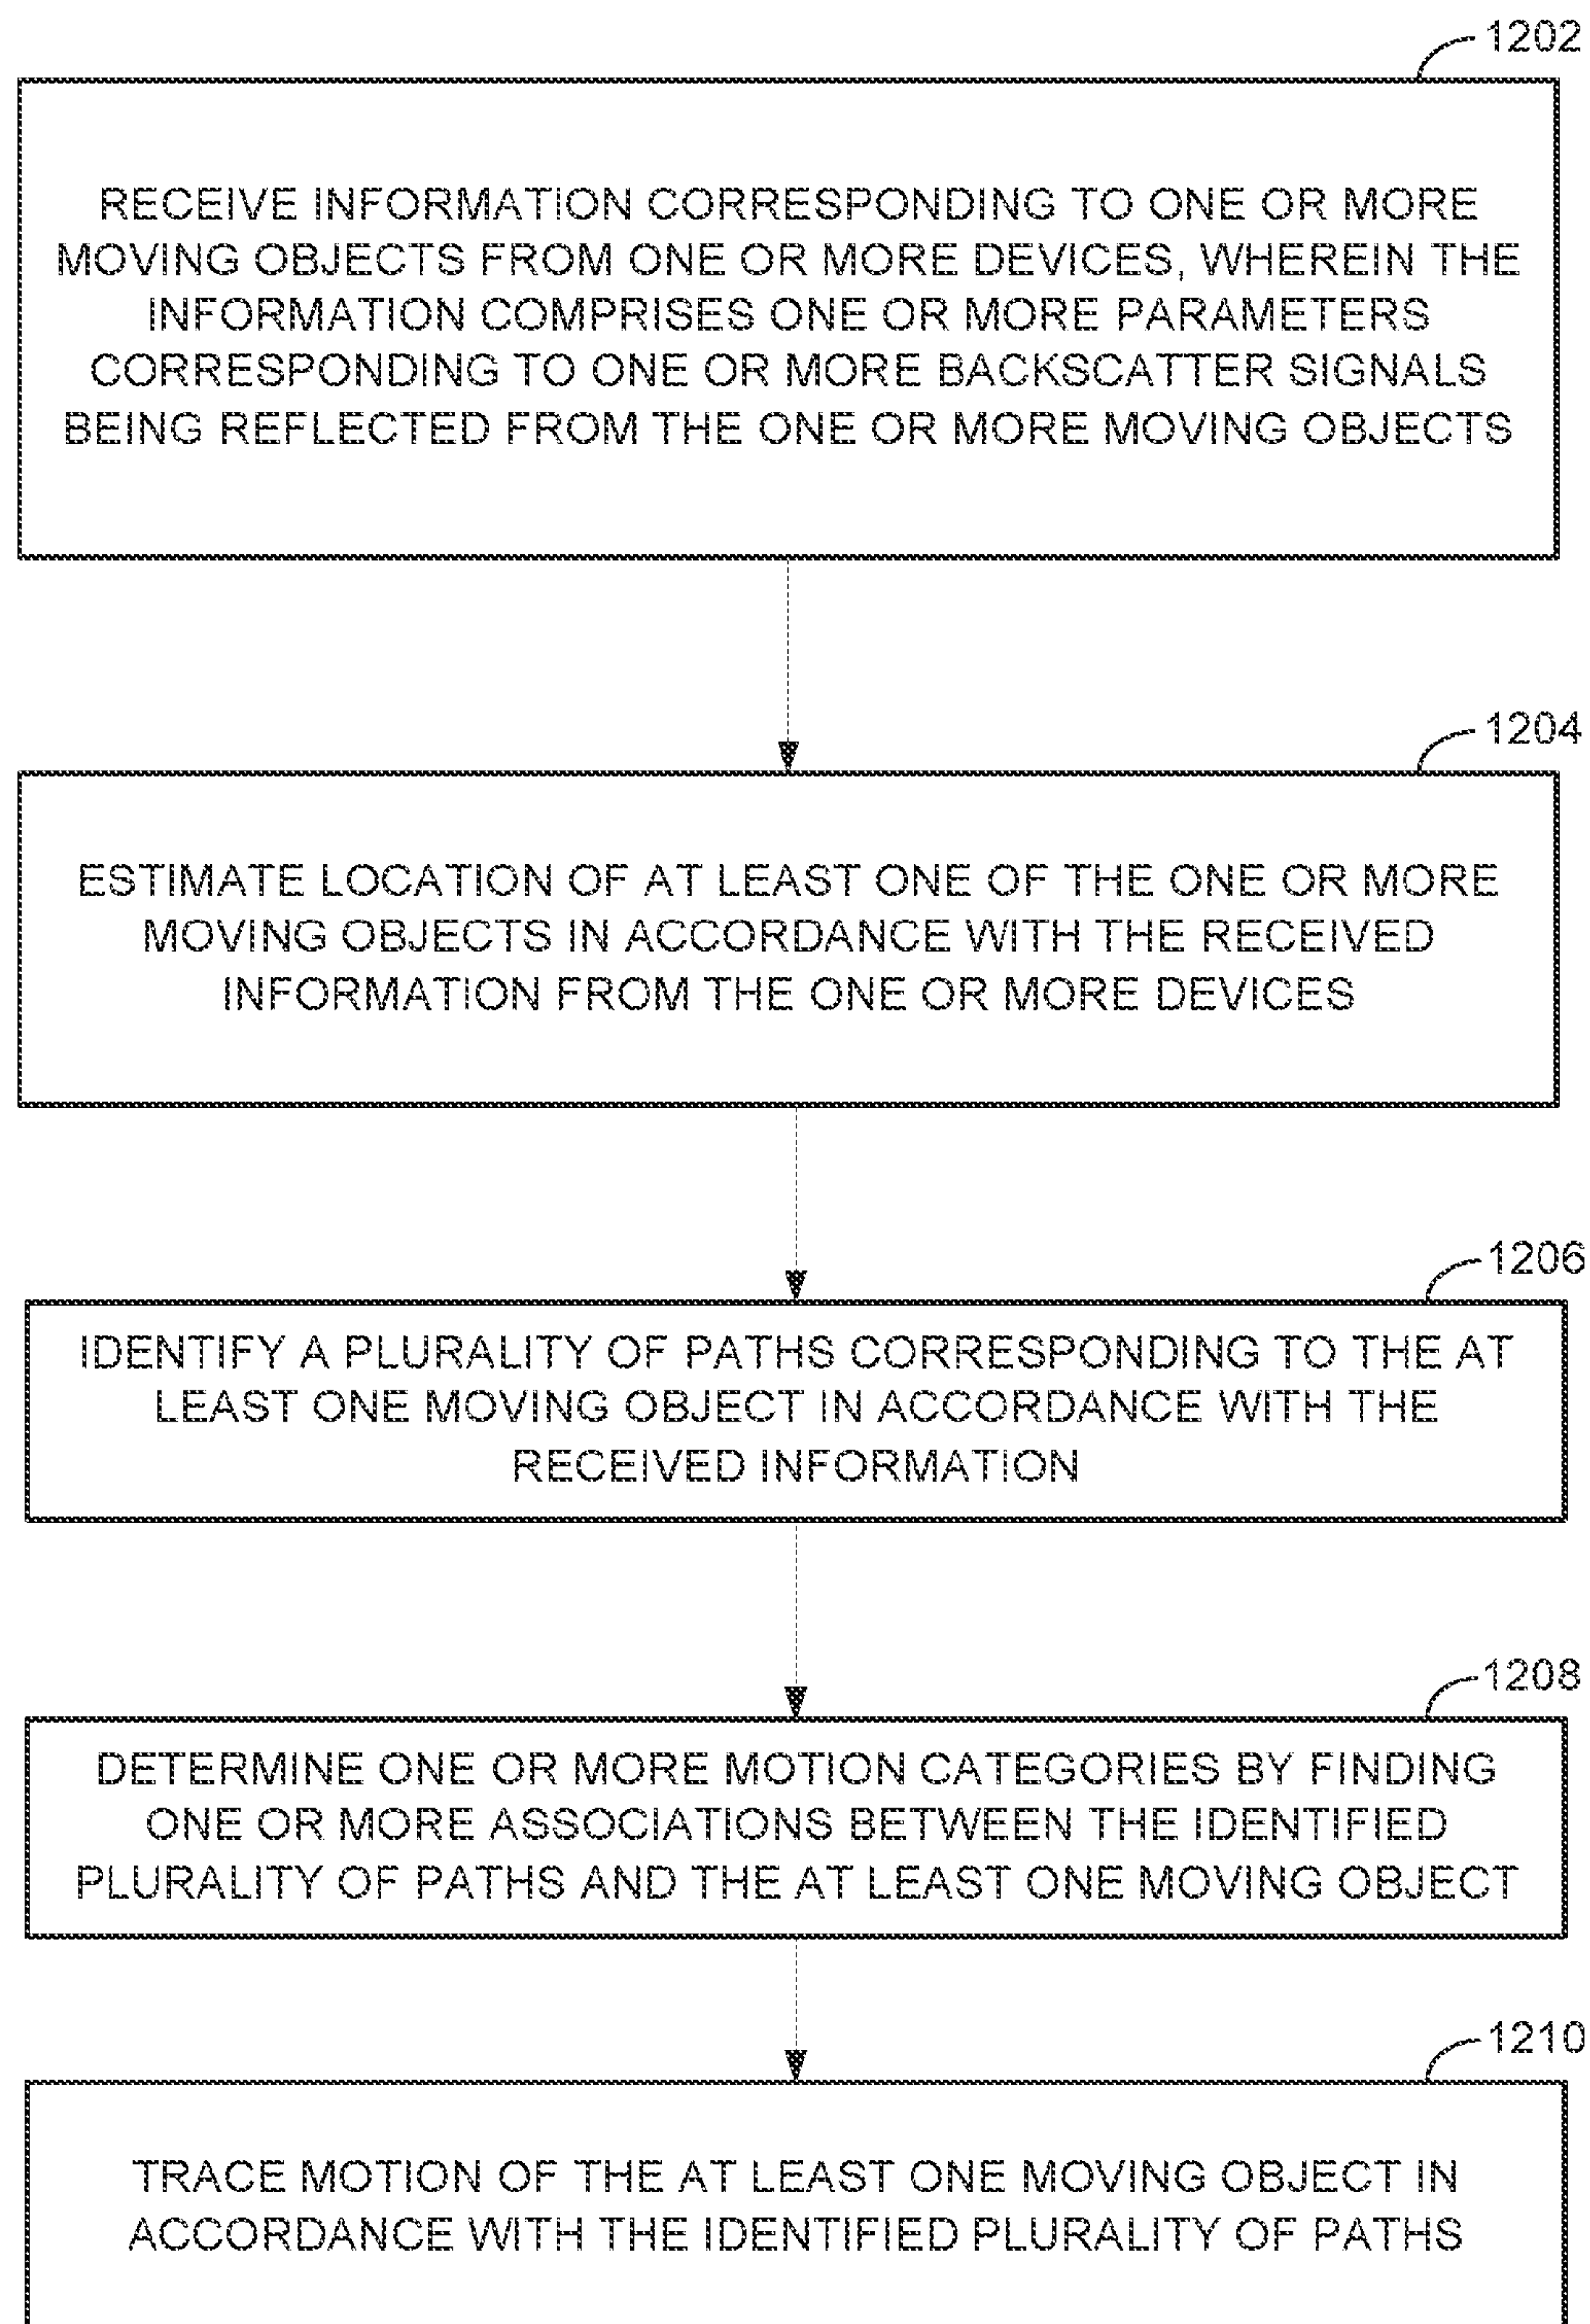 1202
RECEIVE INFORMATION CORRESPONDING TO ONE OR MORE
MOVING OBJECTS FROM ONE OR MORE DEVICES, WHEREIN THE
INFORMATION COMPRISES ONE OR MORE PARAMETERS
CORRESPONDING TO ONE OR MORE BACKSCATTER SIGNALS
BEING REFLECTED FROM THE ONE OR MORE MOVING OBJECTS
1204
ESTIMATE LOCATION OF AT LEAST ONE OF THE ONE OR MORE
MOVING OBJECTS IN ACCORDANCE WITH THE RECEIVED
INFORMATION FROM THE ONE OR MORE DEVICES
1206
IDENTIFY A PLURALITY OF PATHS CORRESPONDING TO THE AT
LEAST ONE MOVING OBJECT IN ACCORDANCE WITH THE
RECEIVED INFORMATION
1208
DETERMINE ONE OR MORE MOTION CATEGORIES BY FINDING
ONE OR MORE ASSOCIATIONS BETWEEN THE IDENTIFIED
PLURALITY OF PATHS AND THE AT LEAST ONE MOVING OBJECT
1210
TRACE MOTION OF THE AT LEAST ONE MOVING OBJECT IN
ACCORDANCE WITH THE IDENTIFIED PLURALITY OF PATHS